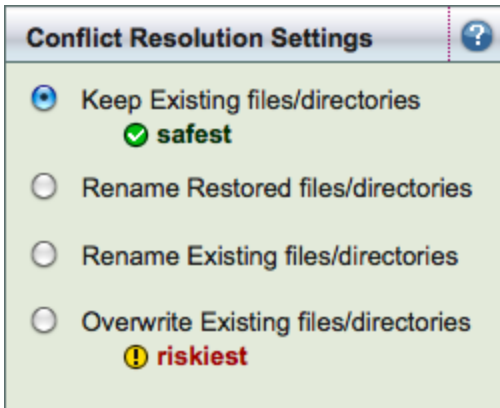 Conflict Resolution Settings ?
Keep Existing files/directories
safest
Rename Restored files/directories
Rename Existing files/directories
Overwrite Existing files/directories
! riskiest